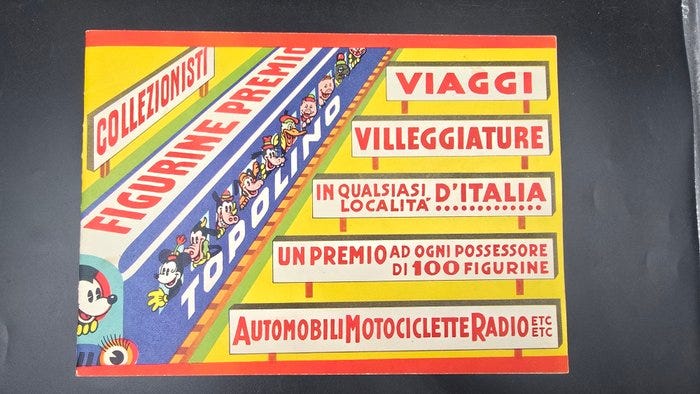 COLLEZIONISTI
FIGURINE PREMIO
TOPOLINO
VIAGGI
VILLEGGIATURE
IN QUALSIASI
LOCALITÀ D'ITALIA.............
UN PREMIO AD OGNI POSSESSORE
DI 100 FIGURINE
AUTOMOBILI MOTOCICLETTE RADIO ETC
ETC